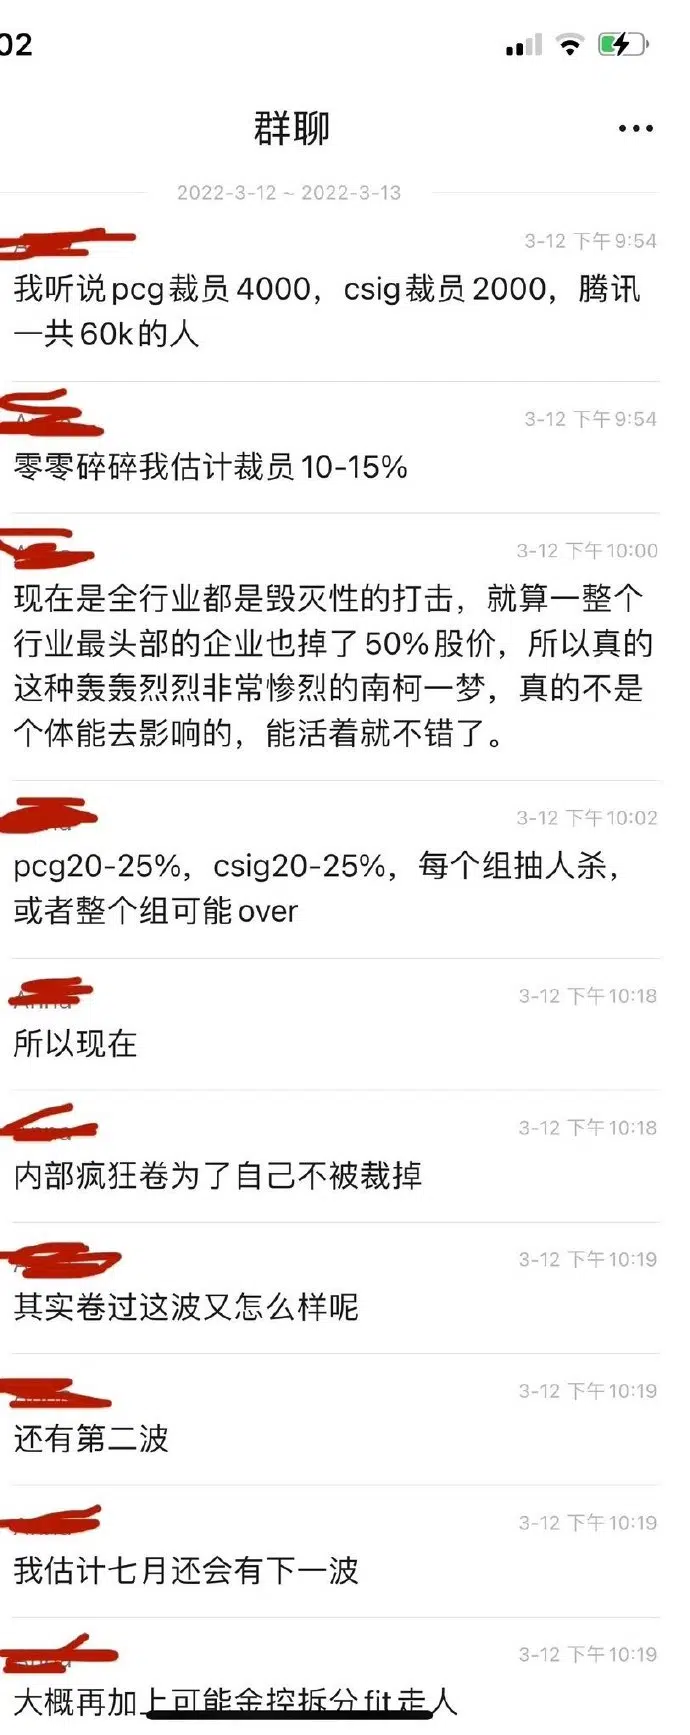 02
群聊
2022-3-12 ~ 2022-3-13
3-12 下午9:54
我听说pcg裁员4000，csig裁员2000，腾讯
一共60k的人
3-12 下午9:54
零零碎碎我估计裁员10-15%
3-12 下午10:00
现在是全行业都是毁灭性的打击，就算一整个
行业最头部的企业也掉了50%股价，所以真的
这种轰轰烈烈非常惨烈的南柯一梦，真的不是
个体能去影响的，能活着就不错了。
3-12 下午10:02
pcg20-25%，csig20-25%，每个组抽人杀，
或者整个组可能over
3-12 下午10:18
所以现在
3-12 下午10:18
内部疯狂卷为了自己不被裁掉
3-12 下午10:19
其实卷过这波又怎么样呢
3-12 下午10:19
还有第二波
3-12 下午10:19
我估计七月还会有下一波
3-12 下午10:19
大概再加上可能金控拆分fit走人